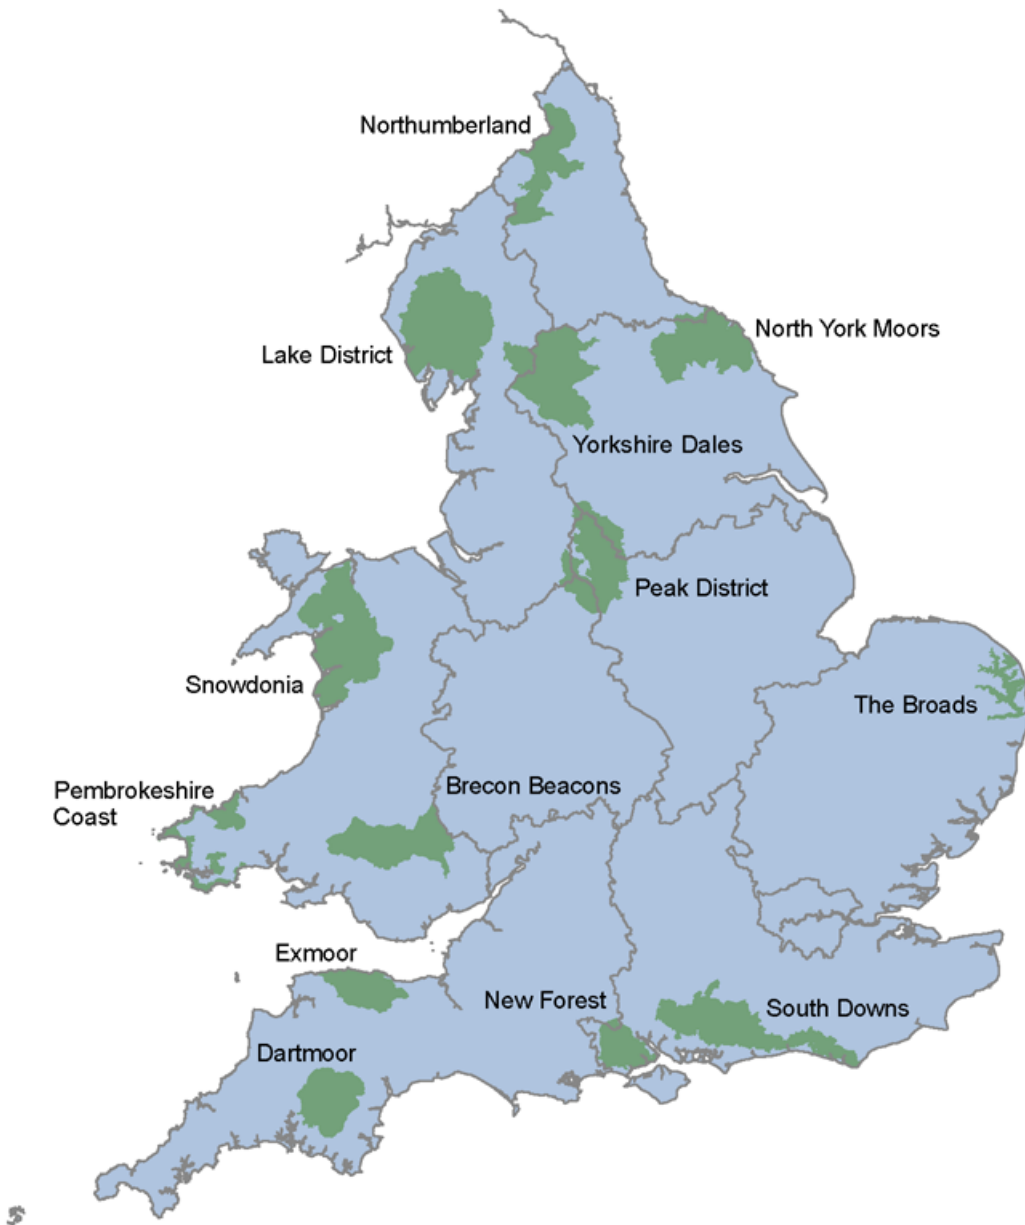 Northumberland
North York Moors
Lake District
Yorkshire Dales
Peak District
Snowdonia
The Broads
Brecon Beacons
Pembrokeshire
Coast
Exmoor
New Forest
South Downs
Dartmoor